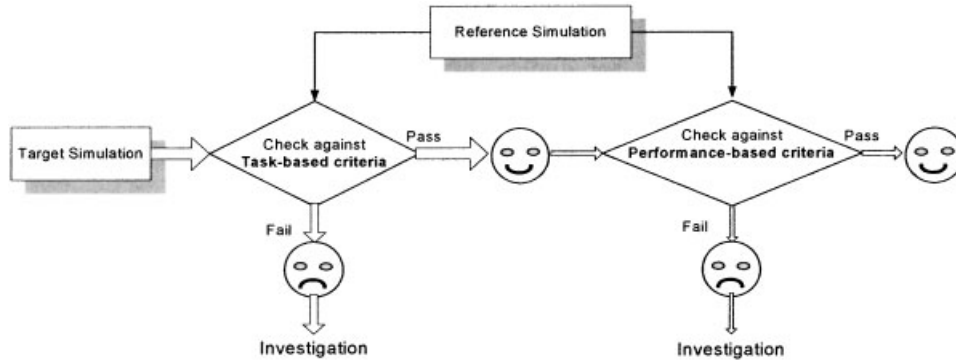 Reference Simulation
Target Simulation
Check against
Task-based criteria
Pass
Fail
Investigation
Check against
Performance-based criteria
Pass
Fail
Investigation